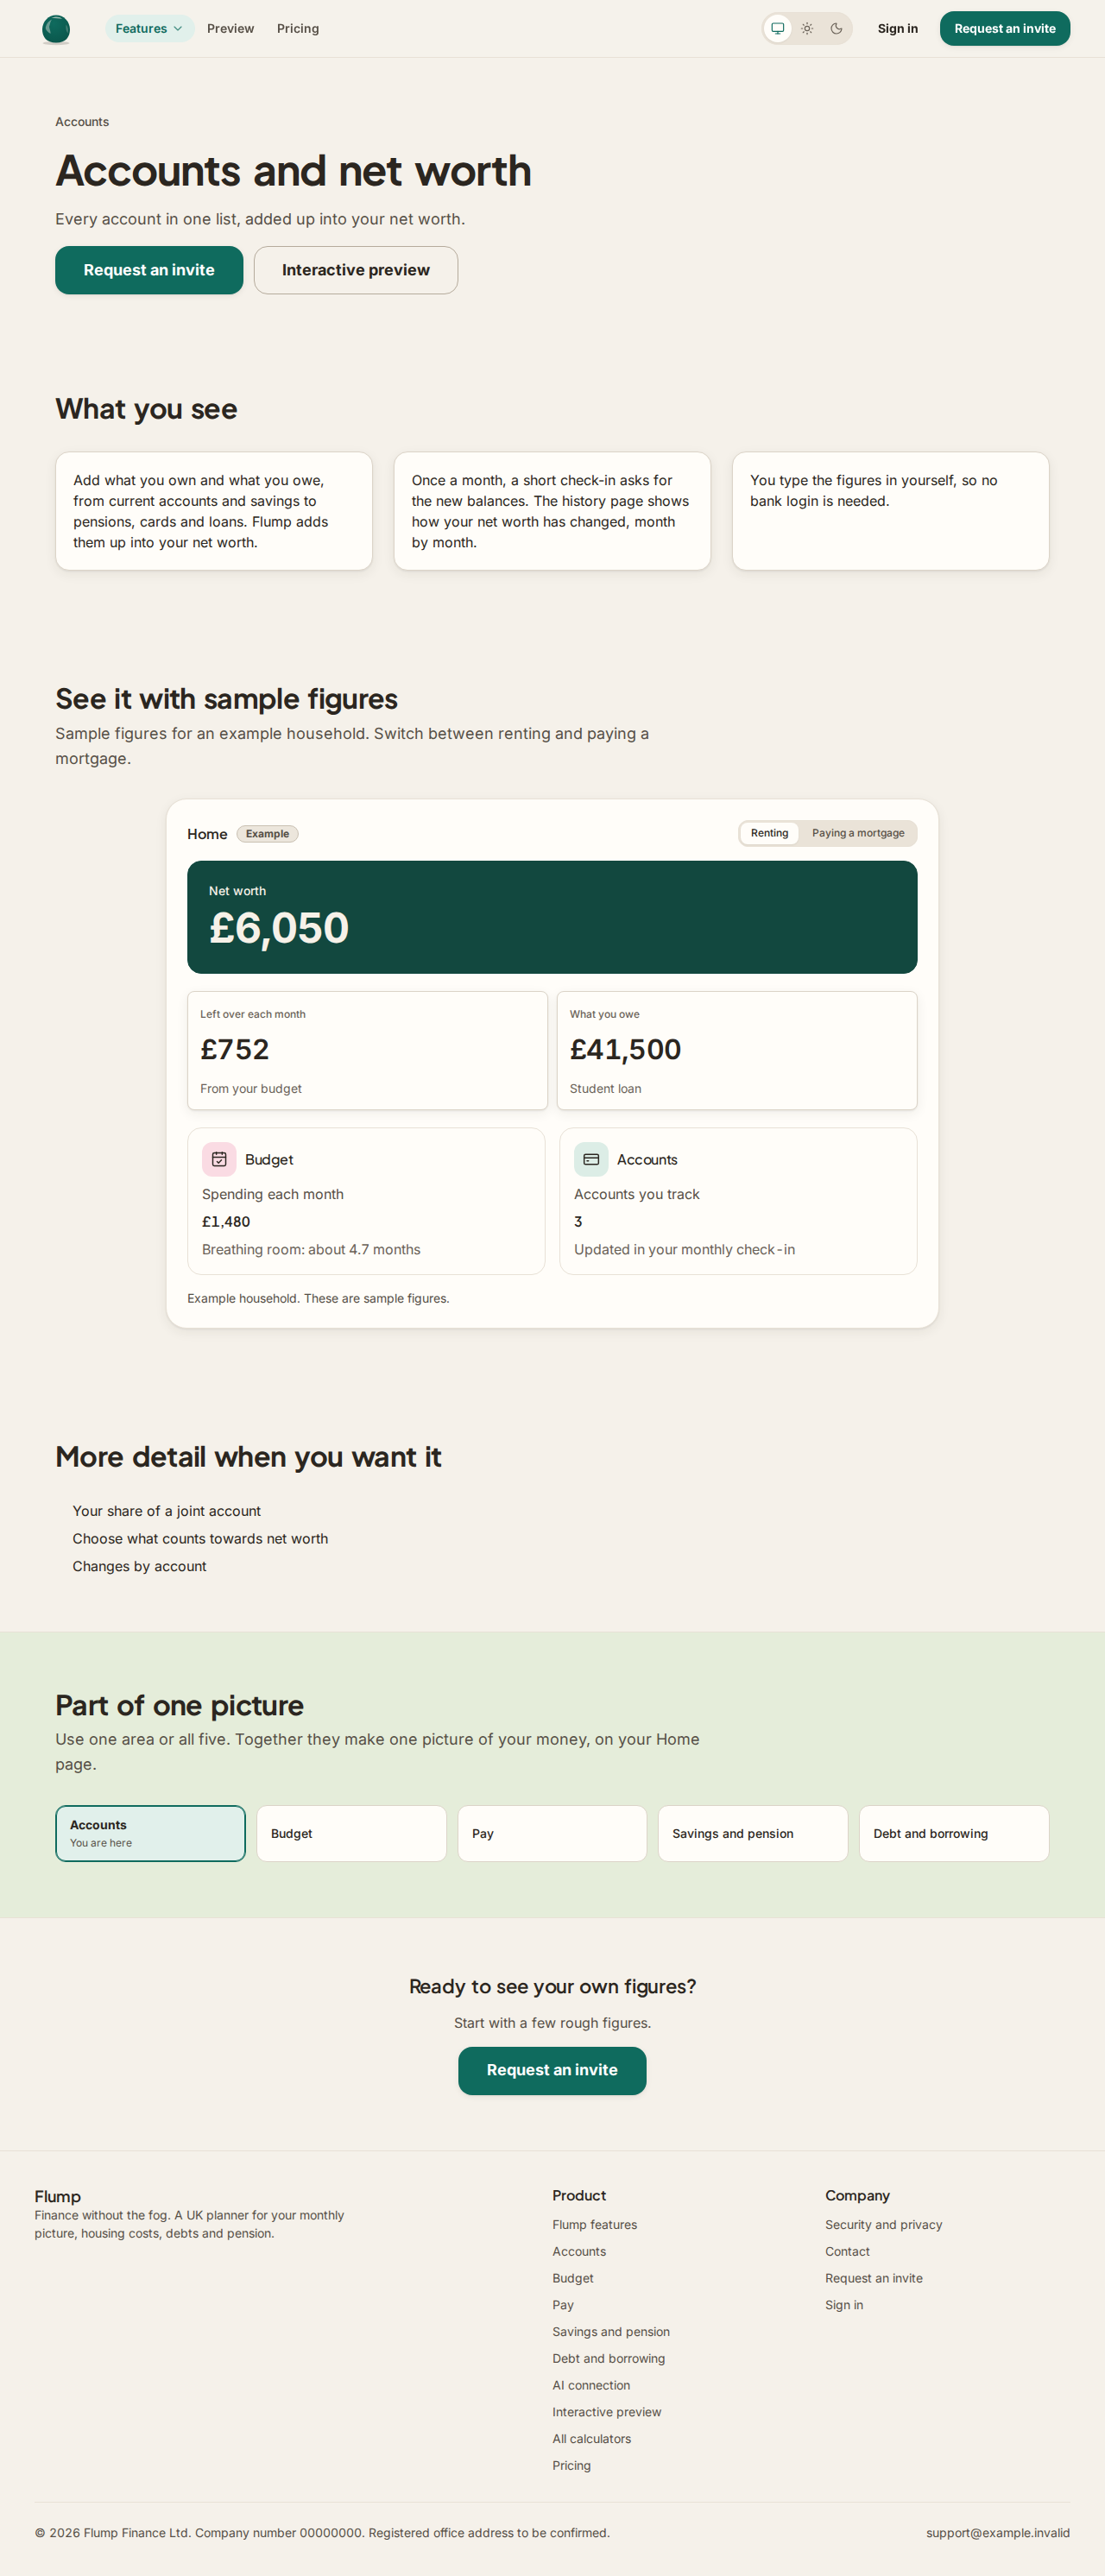 Features
Preview
Pricing
Sign in
Request an invite
Accounts
Accounts and net worth
Every account in one list, added up into your net worth.
Request an invite
Interactive preview
What you see
Add what you own and what you owe,
from current accounts and savings to
pensions, cards and loans. Flump adds
them up into your net worth.
Once a month, a short check-in asks for
the new balances. The history page shows
how your net worth has changed, month
by month.
You type the figures in yourself, so no
bank login is needed.
See it with sample figures
Sample figures for an example household. Switch between renting and paying a
mortgage.
Home
Example
Renting
Paying a mortgage
Net worth
£6,050
Left over each month
£752
From your budget
What you owe
£41,500
Student loan
Budget
Spending each month
£1,480
Breathing room: about 4.7 months
Accounts
Accounts you track
3
Updated in your monthly check-in
Example household. These are sample figures.
More detail when you want it
Your share of a joint account
Choose what counts towards net worth
Changes by account
Part of one picture
Use one area or all five. Together they make one picture of your money, on your Home
page.
Accounts
You are here
Budget
Pay
Savings and pension
Debt and borrowing
Ready to see your own figures?
Start with a few rough figures.
Request an invite
Flump
Finance without the fog. A UK planner for your monthly
picture, housing costs, debts and pension.
Product
Flump features
Accounts
Budget
Pay
Savings and pension
Debt and borrowing
AI connection
Interactive preview
All calculators
Pricing
Company
Security and privacy
Contact
Request an invite
Sign in
© 2026 Flump Finance Ltd. Company number 00000000. Registered office address to be confirmed.
support@example.invalid